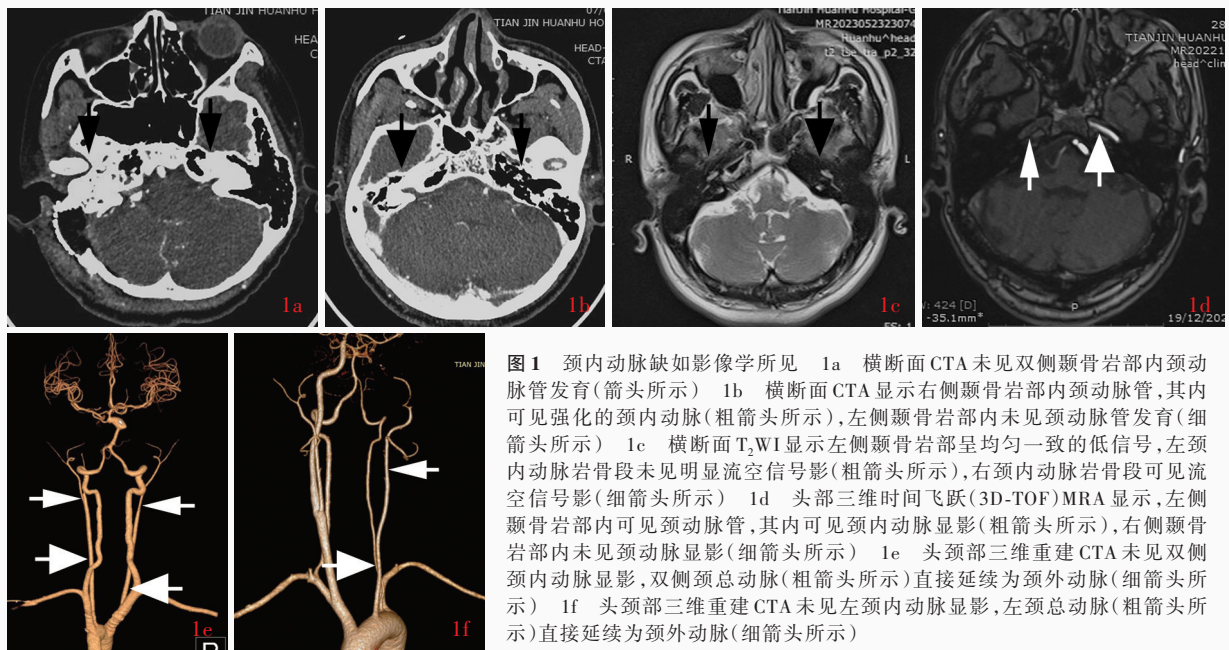 TIAN JIN HUANHU HOSPITAL
HEA
C
1a
07/
TIAN JIN HUANHU HO
HEAD-
CTA
1b
TianJin Huanhu Hospital-G
MR2023052323074
Huanhu^head
t2_tse_tra_p2_32
R
L
1c
A
28
TIANJIN HUANHU
MR20221
head^clin
424 [D]
-35.1mm*
P
19/12/202
1d
1e
TIAN JIN
1f
图1 颈内动脉缺如影像学所见 1a 横断面CTA未见双侧颞骨岩部内颈动
脉管发育(箭头所示) 1b 横断面CTA显示右侧颞骨岩部内颈动脉管,其内
可见强化的颈内动脉(粗箭头所示),左侧颞骨岩部内未见颈动脉管发育(细
箭头所示) 1c 横断面T₂WI显示左侧颞骨岩部呈均匀一致的低信号,左颈
内动脉岩骨段未见明显流空信号影(粗箭头所示),右颈内动脉岩骨段可见流
空信号影(细箭头所示) 1d 头部三维时间飞跃(3D-TOF)MRA显示,左侧
颞骨岩部内可见颈动脉管,其内可见颈内动脉显影(粗箭头所示),右侧颞骨
岩部内未见颈动脉显影(细箭头所示) 1e 头颈部三维重建CTA未见双侧
颈内动脉显影,双侧颈总动脉(粗箭头所示)直接延续为颈外动脉(细箭头所
示) 1f 头颈部三维重建CTA未见左颈内动脉显影,左颈总动脉(粗箭头所
示)直接延续为颈外动脉(细箭头所示)